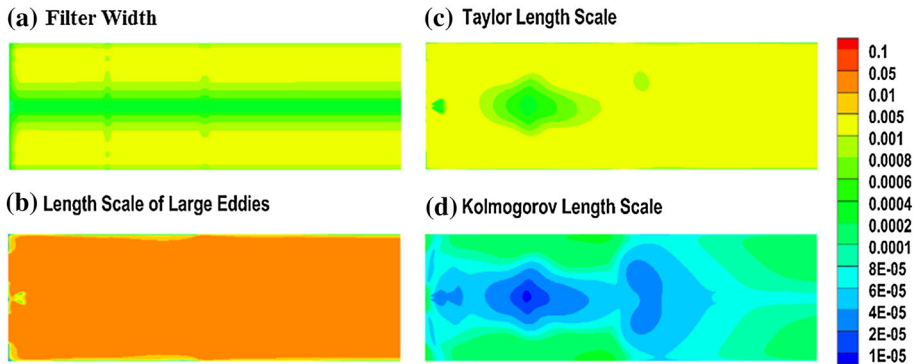 (a) Filter Width
(c) Taylor Length Scale
(b) Length Scale of Large Eddies
(d) Kolmogorov Length Scale
0.1
0.05
0.01
0.005
0.001
0.0008
0.0006
0.0004
0.0002
0.0001
8E-05
6E-05
4E-05
2E-05
1E-05